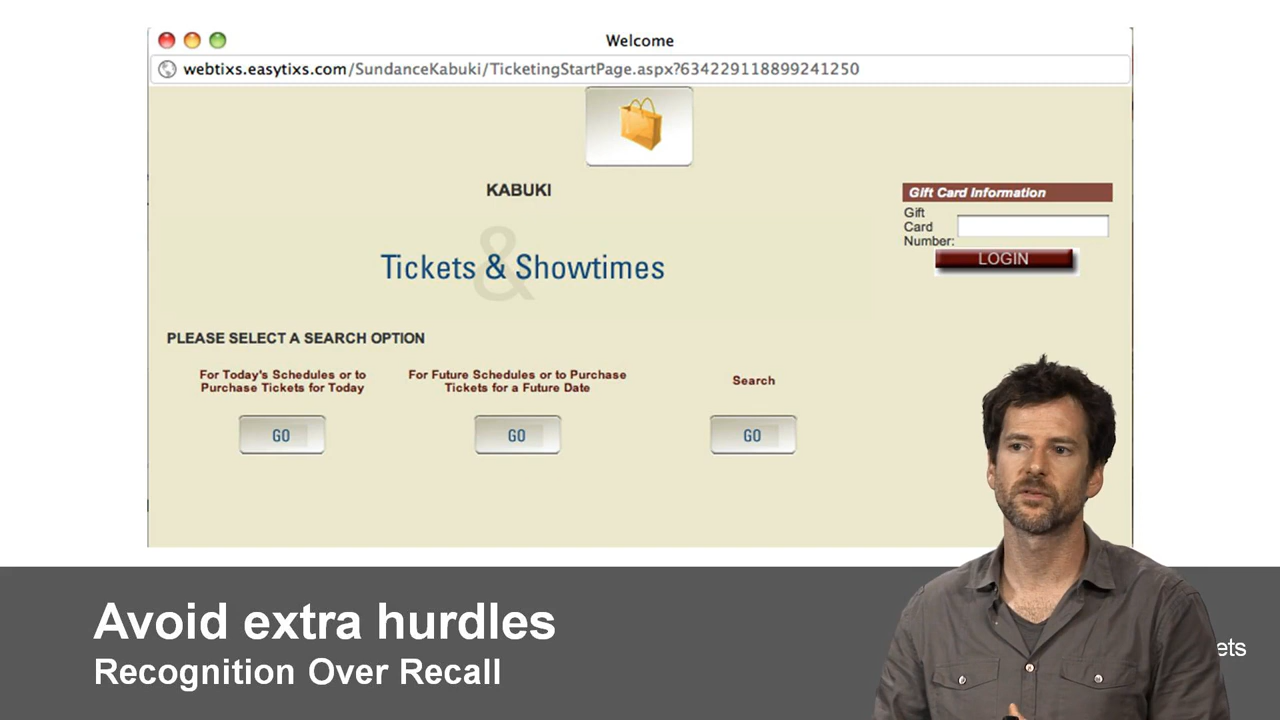 Welcome
webtixs.easytixs.com/SundanceKabuki/TicketingStartPage.aspx?634229118899241250
KABUKI
Gift Card Information
Gift
Card
Number:
LOGIN
&
Tickets & Showtimes
PLEASE SELECT A SEARCH OPTION
For Today's Schedules or to
Purchase Tickets for Today
For Future Schedules or to Purchase
Tickets for a Future Date
Search
GO
GO
GO
Avoid extra hurdles
Recognition Over Recall